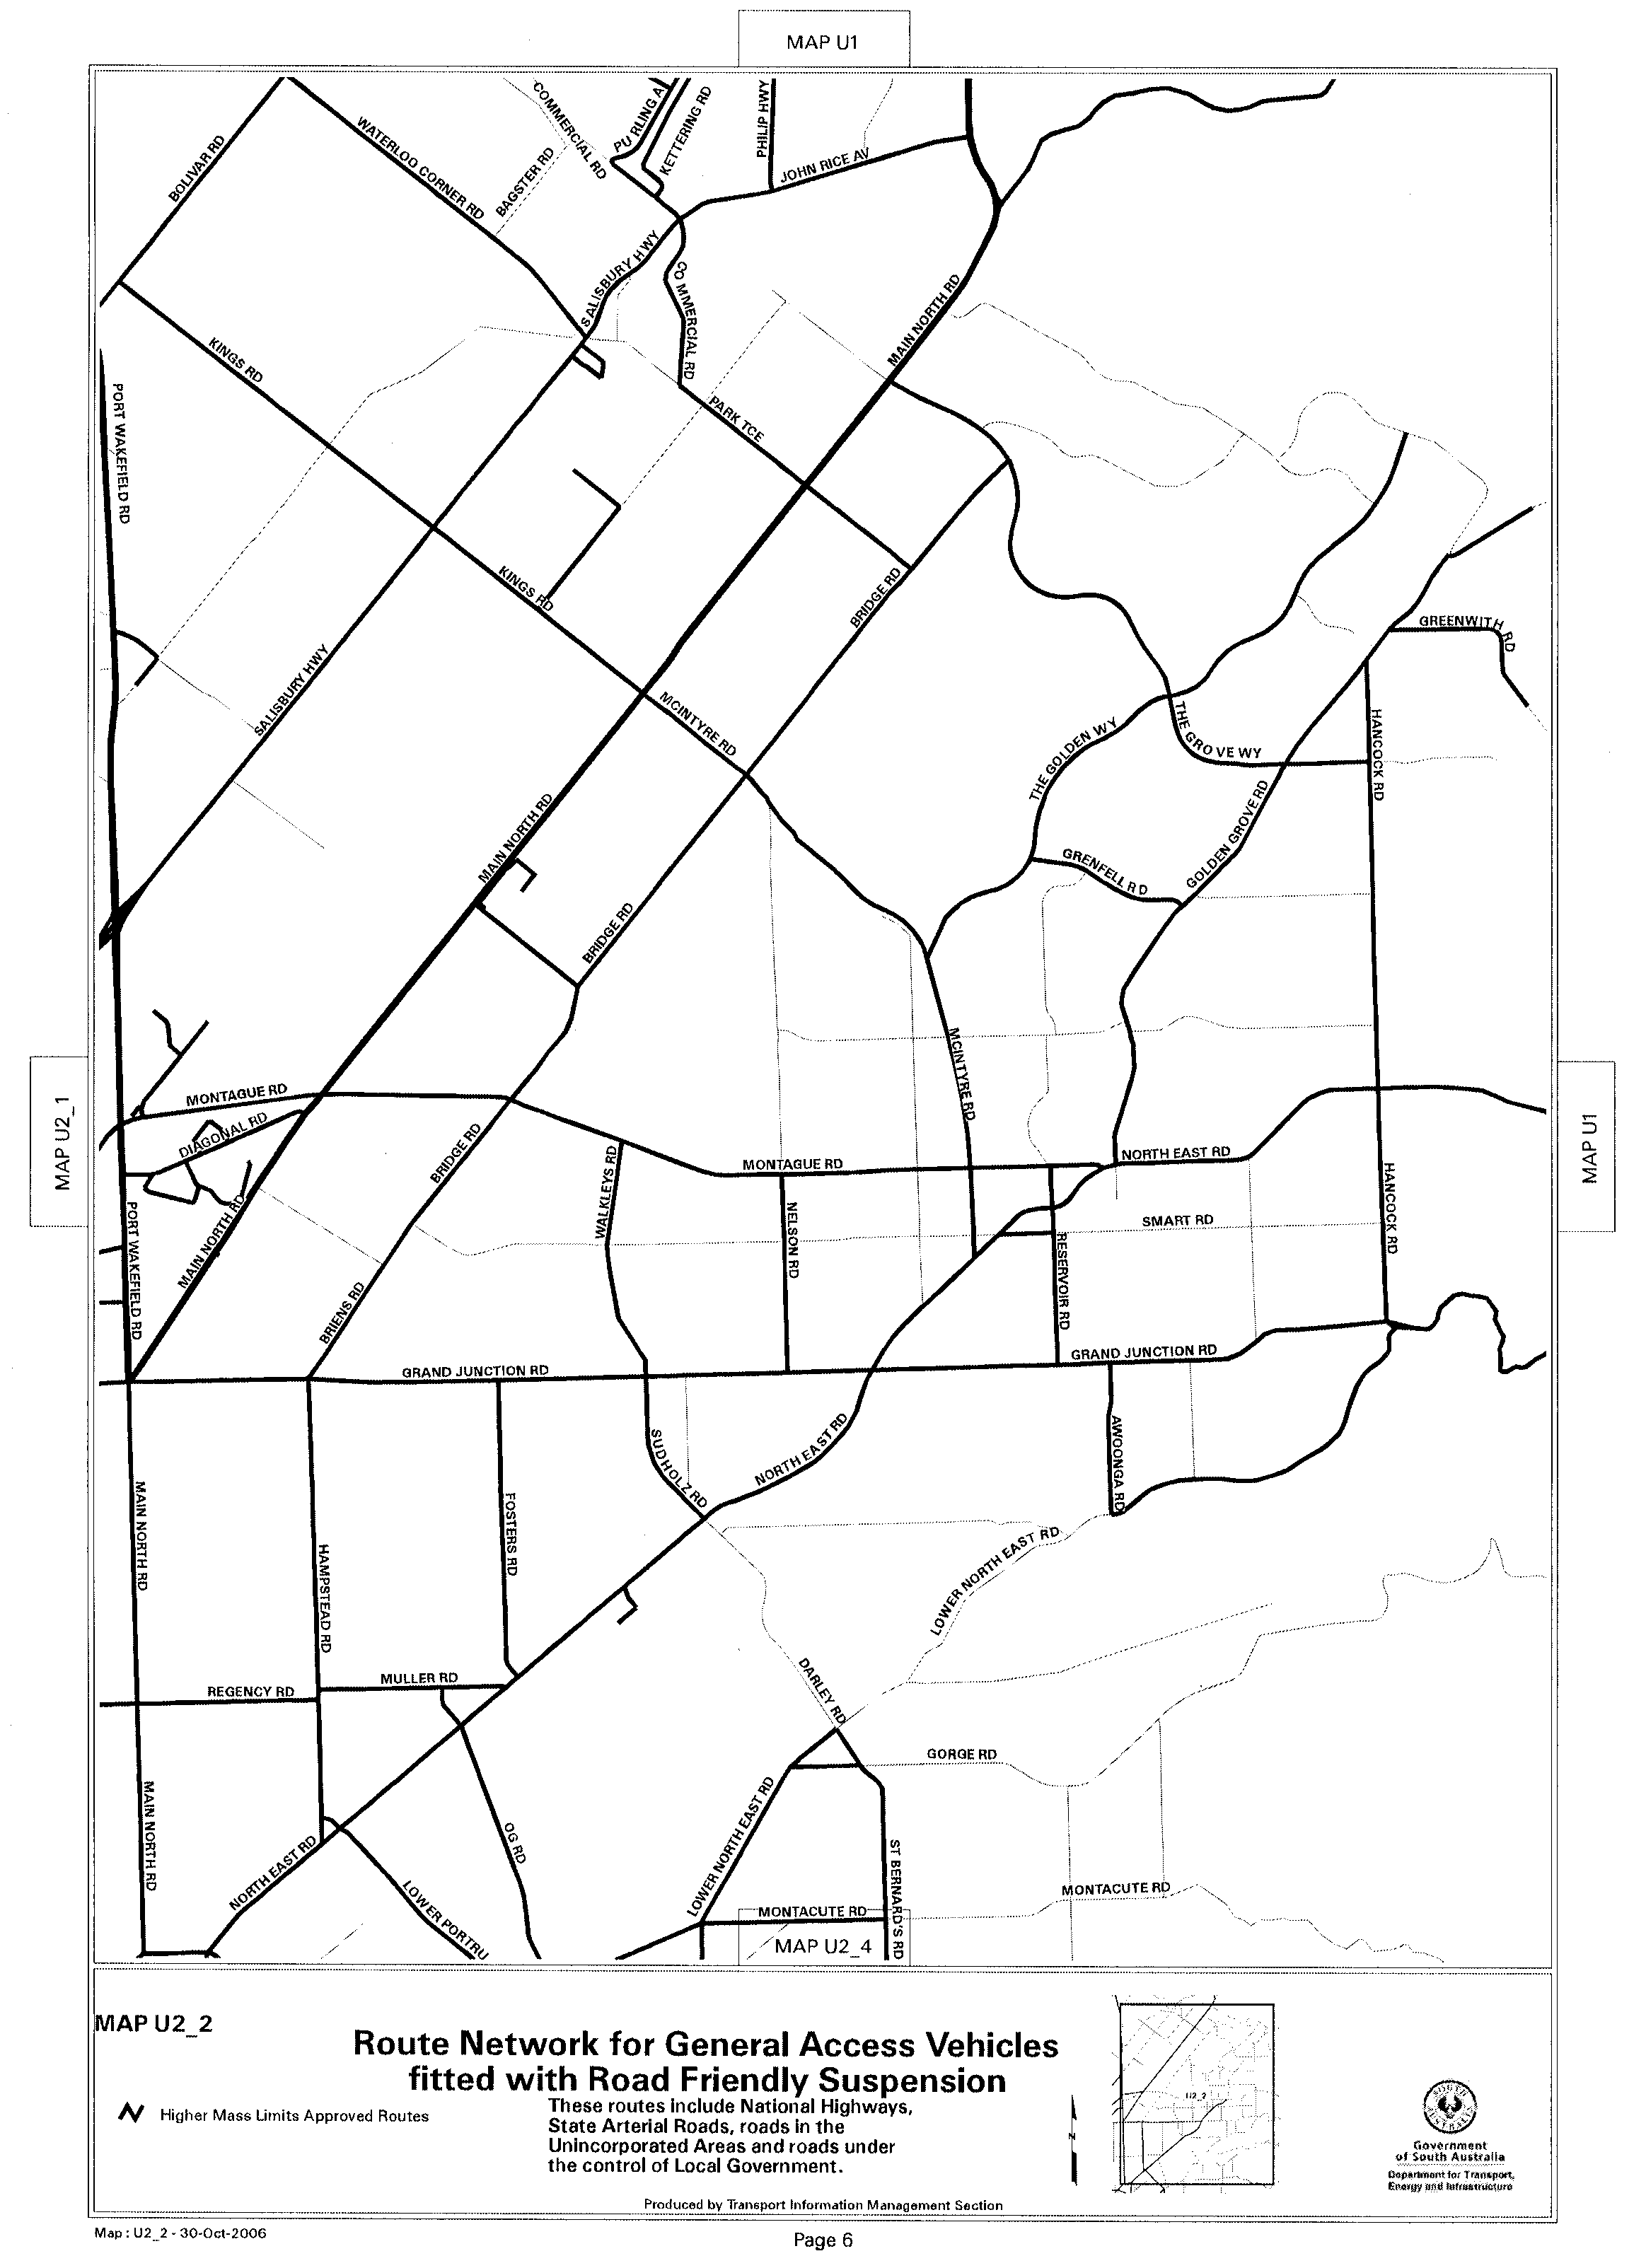 MAP U1
COMMERCIAL RD
PU RLING A
KETTERING RD
PHILIP HWY
WATERLOO CORNER RD
BOLIVAR RD
BAGSTER RD
JOHN RICE AV
SALISBURY HWY
CO MMERCIAL RD
MAIN NORTH RD
KINGS RD
PORT WAKEFIELD RD
PARK TCE
KINGS RD
BRIDGE RD
GREENWITH RD
SALISBURY HWY
MCINTYRE RD
THE GOLDEN WY
THE GRO VE WY
HANCOCK RD
MAIN NORTH RD
GOLDEN GROVE RD
GRENFELL RD
BRIDGE RD
MCINTYRE RD
MAP U2_1
MONTAGUE RD
DIAGONAL RD
BRIDGE RD
WALKLEYS RD
MONTAGUE RD
NORTH EAST RD
MAP U1
HANCOCK RD
MAIN NORTH RD
PORT WAKEFIELD RD
NELSON RD
SMART RD
RESERVOIR RD
BRIENS RD
GRAND JUNCTION RD
GRAND JUNCTION RD
SUDHOLZ RD
NORTH EAST RD
AWOONGA RD
MAIN NORTH RD
FOSTERS RD
HAMPSTEAD RD
LOWER NORTH EAST RD
REGENCY RD
MULLER RD
DARLEY RD
GORGE RD
MAIN NORTH RD
NORTH EAST RD
OG RD
LOWER NORTH EAST RD
ST BERNARD'S RD
LOWER PORTRU
MONTACUTE RD
MONTACUTE RD
MAP U2_4
MAP U2_2
Route Network for General Access Vehicles
fitted with Road Friendly Suspension
Higher Mass Limits Approved Routes
These routes include National Highways,
State Arterial Roads, roads in the
Unincorporated Areas and roads under
the control of Local Government.
N
U2_2
SOUTH AUSTRALIA
Government
of South Australia
Department for Transport,
Energy and Infrastructure
Produced by Transport Information Management Section
Map : U2_2 - 30-Oct-2006
Page 6